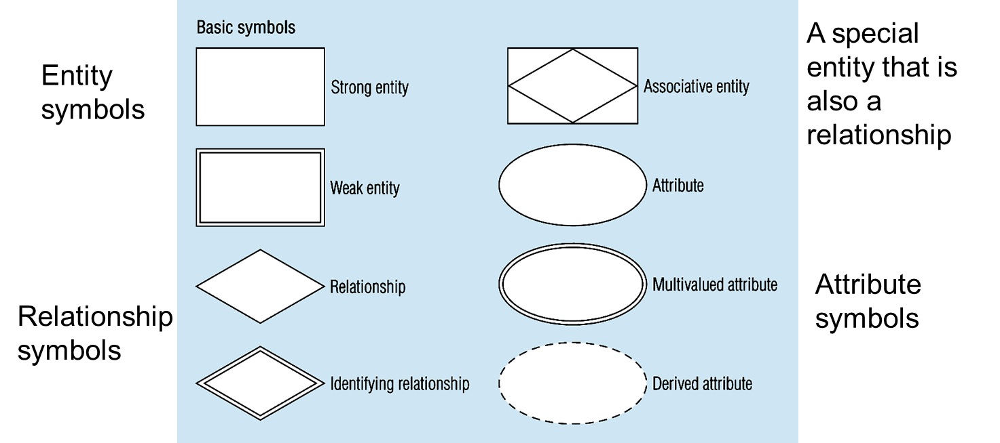 Basic symbols
Entity
symbols
Strong entity
Weak entity
Relationship
symbols
Relationship
Identifying relationship
A special
entity that is
also a
relationship
Associative entity
Attribute
Multivalued attribute
Derived attribute
Attribute
symbols